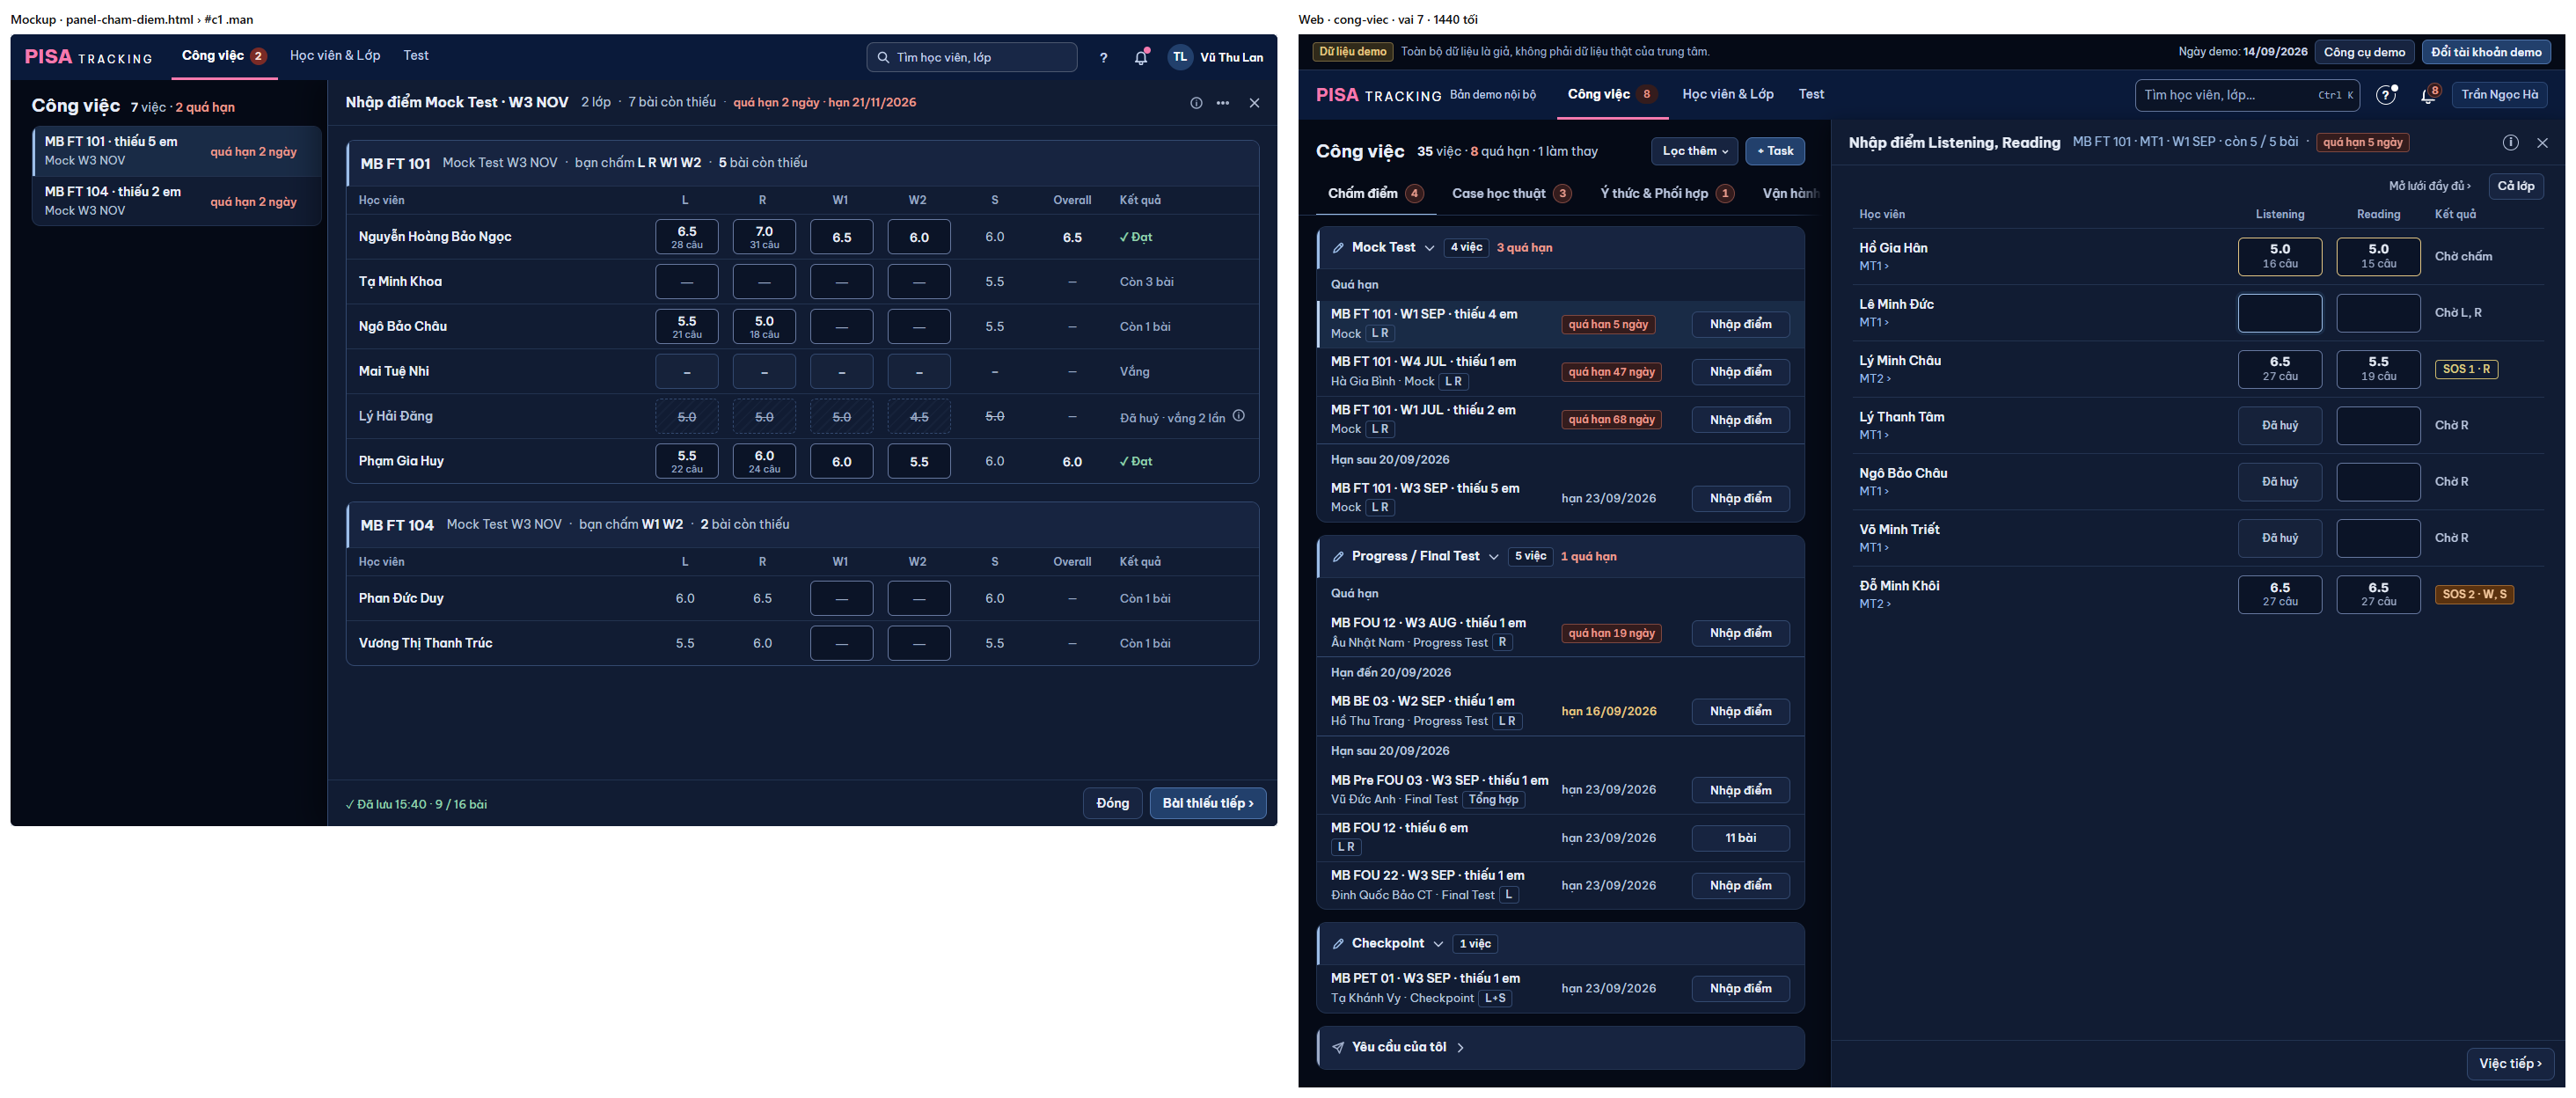 Mockup · panel-cham-diem.html › #c1 .man
PISA TRACKING Công việc 2 Học viên & Lớp Test Tìm học viên, lớp ? TL Vũ Thu Lan
Công việc 7 việc · 2 quá hạn
MB FT 101 · thiếu 5 em
Mock W3 NOV quá hạn 2 ngày
MB FT 104 · thiếu 2 em
Mock W3 NOV quá hạn 2 ngày
Nhập điểm Mock Test · W3 NOV 2 lớp · 7 bài còn thiếu · quá hạn 2 ngày · hạn 21/11/2026
MB FT 101 Mock Test W3 NOV · bạn chấm L R W1 W2 · 5 bài còn thiếu
Học viên L R W1 W2 S Overall Kết quả
Nguyễn Hoàng Bảo Ngọc 6.5 28 câu 7.0 31 câu 6.5 6.0 6.0 6.5 ✓ Đạt
Tạ Minh Khoa — — — — 5.5 — Còn 3 bài
Ngô Bảo Châu 5.5 21 câu 5.0 18 câu — — 5.5 — Còn 1 bài
Mai Tuệ Nhi – – – – – — Vắng
Lý Hải Đăng 5.0 5.0 5.0 4.5 5.0 — Đã huỷ · vắng 2 lần
Phạm Gia Huy 5.5 22 câu 6.0 24 câu 6.0 5.5 6.0 6.0 ✓ Đạt
MB FT 104 Mock Test W3 NOV · bạn chấm W1 W2 · 2 bài còn thiếu
Học viên L R W1 W2 S Overall Kết quả
Phan Đức Duy 6.0 6.5 — — 6.0 — Còn 1 bài
Vương Thị Thanh Trúc 5.5 6.0 — — 5.5 — Còn 1 bài
✓ Đã lưu 15:40 · 9 / 16 bài Đóng Bài thiếu tiếp ›
Web · cong-viec · vai 7 · 1440 tối
Dữ liệu demo Toàn bộ dữ liệu là giả, không phải dữ liệu thật của trung tâm. Ngày demo: 14/09/2026 Công cụ demo Đổi tài khoản demo
PISA TRACKING Bản demo nội bộ Công việc 8 Học viên & Lớp Test Tìm học viên, lớp... Ctrl K ? 8 Trần Ngọc Hà
Công việc 35 việc · 8 quá hạn · 1 làm thay Lọc thêm + Task
Chấm điểm 4 Case học thuật 3 Ý thức & Phối hợp 1 Vận hành
Mock Test 4 việc 3 quá hạn
Quá hạn
MB FT 101 · W1 SEP · thiếu 4 em
Mock L R quá hạn 5 ngày Nhập điểm
MB FT 101 · W4 JUL · thiếu 1 em
Hà Gia Bình · Mock L R quá hạn 47 ngày Nhập điểm
MB FT 101 · W1 JUL · thiếu 2 em
Mock L R quá hạn 68 ngày Nhập điểm
Hạn sau 20/09/2026
MB FT 101 · W3 SEP · thiếu 5 em
Mock L R hạn 23/09/2026 Nhập điểm
Progress / Final Test 5 việc 1 quá hạn
Quá hạn
MB FOU 12 · W3 AUG · thiếu 1 em
Âu Nhật Nam · Progress Test R quá hạn 19 ngày Nhập điểm
Hạn đến 20/09/2026
MB BE 03 · W2 SEP · thiếu 1 em
Hồ Thu Trang · Progress Test L R hạn 16/09/2026 Nhập điểm
Hạn sau 20/09/2026
MB Pre FOU 03 · W3 SEP · thiếu 1 em
Vũ Đức Anh · Final Test Tổng hợp hạn 23/09/2026 Nhập điểm
MB FOU 12 · thiếu 6 em
L R hạn 23/09/2026 11 bài
MB FOU 22 · W3 SEP · thiếu 1 em
Đinh Quốc Bảo CT · Final Test L hạn 23/09/2026 Nhập điểm
Checkpoint 1 việc
MB PET 01 · W3 SEP · thiếu 1 em
Tạ Khánh Vy · Checkpoint L+S hạn 23/09/2026 Nhập điểm
Yêu cầu của tôi
Nhập điểm Listening, Reading MB FT 101 · MT1 · W1 SEP · còn 5 / 5 bài · quá hạn 5 ngày
Mở lưới đầy đủ › Cả lớp
Học viên Listening Reading Kết quả
Hồ Gia Hân MT1 › 5.0 16 câu 5.0 15 câu Chờ chấm
Lê Minh Đức MT1 › Chờ L, R
Lý Minh Châu MT2 › 6.5 27 câu 5.5 19 câu SOS 1 · R
Lý Thanh Tâm MT1 › Đã huỷ Chờ R
Ngô Bảo Châu MT1 › Đã huỷ Chờ R
Võ Minh Triết MT1 › Đã huỷ Chờ R
Đỗ Minh Khôi MT2 › 6.5 27 câu 6.5 27 câu SOS 2 · W, S
Việc tiếp ›